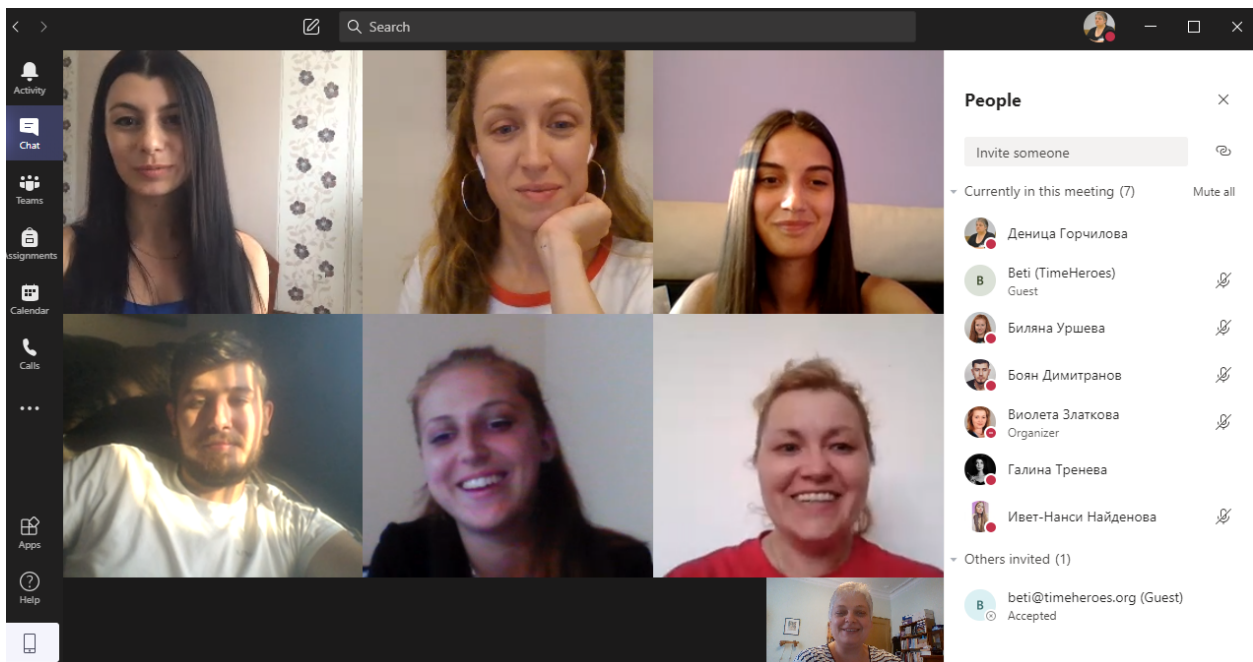 Search
Activity
Chat
Teams
Assignments
Calendar
Calls
Apps
Help
People
Invite someone
Currently in this meeting (7)
Mute all
Деница Горчилова
B
Beti (TimeHeroes)
Guest
Биляна Уршева
Боян Димитранов
Виолета Златкова
Organizer
Галина Тренева
Ивет-Нанси Найденова
Others invited (1)
B
beti@timeheroes.org (Guest)
Accepted